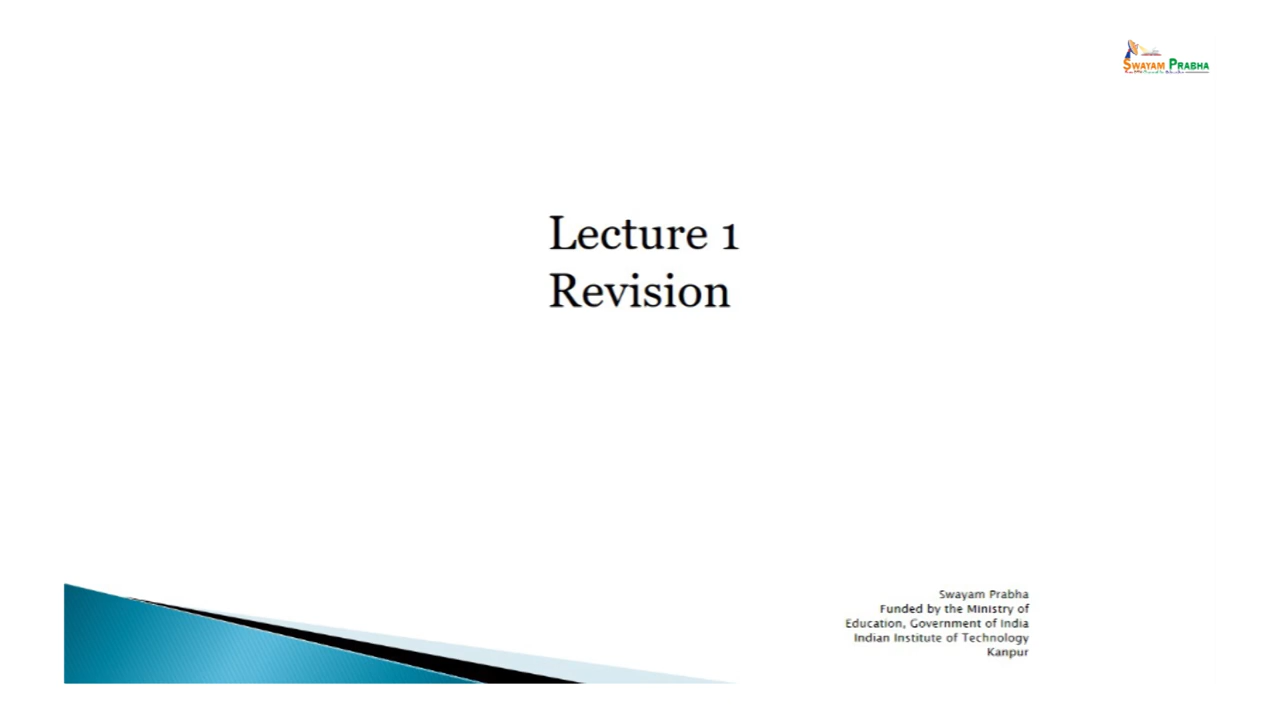 SWAYAM PRABHA
Lecture 1
Revision
Swayam Prabha
Funded by the Ministry of
Education, Government of India
Indian Institute of Technology
Kanpur